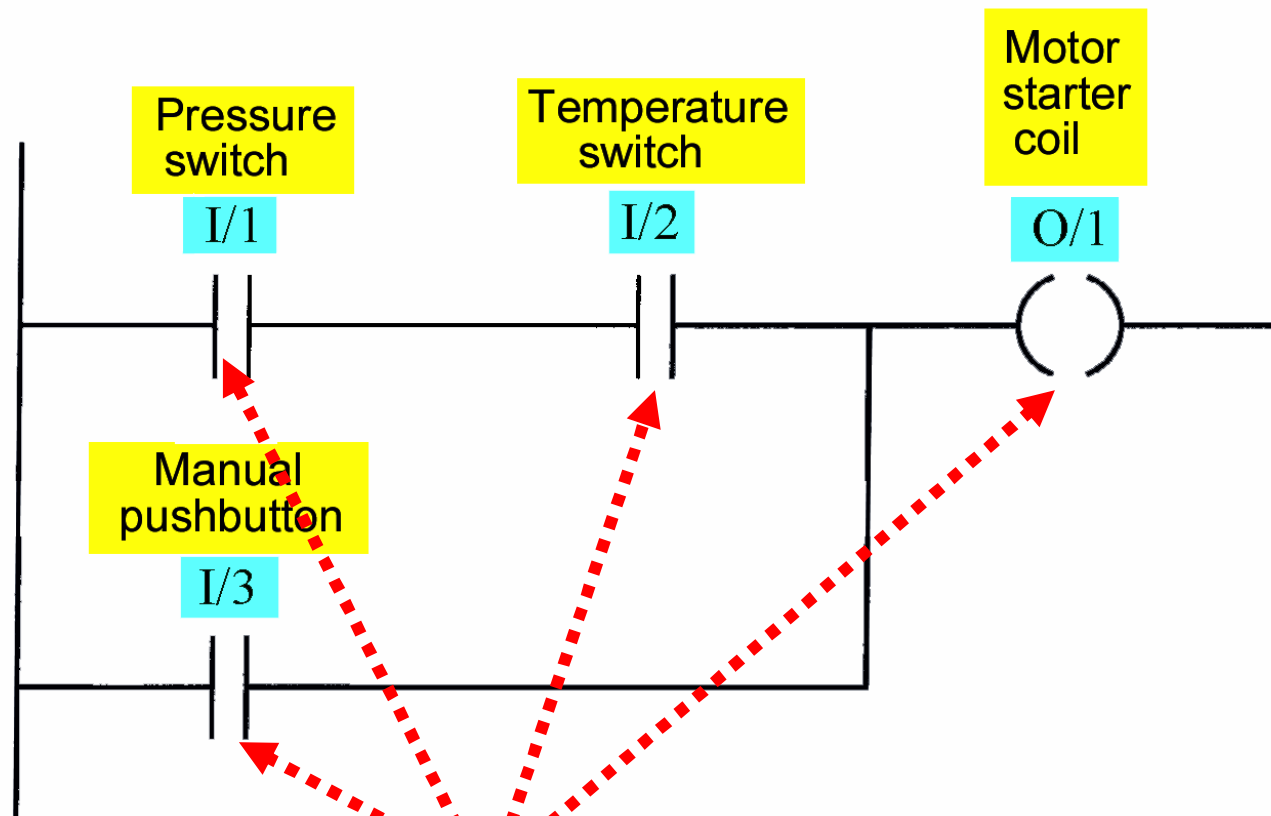 Pressure
switch
I/1
Temperature
switch
I/2
Motor
starter
coil
O/1
Manual
pushbutton
I/3